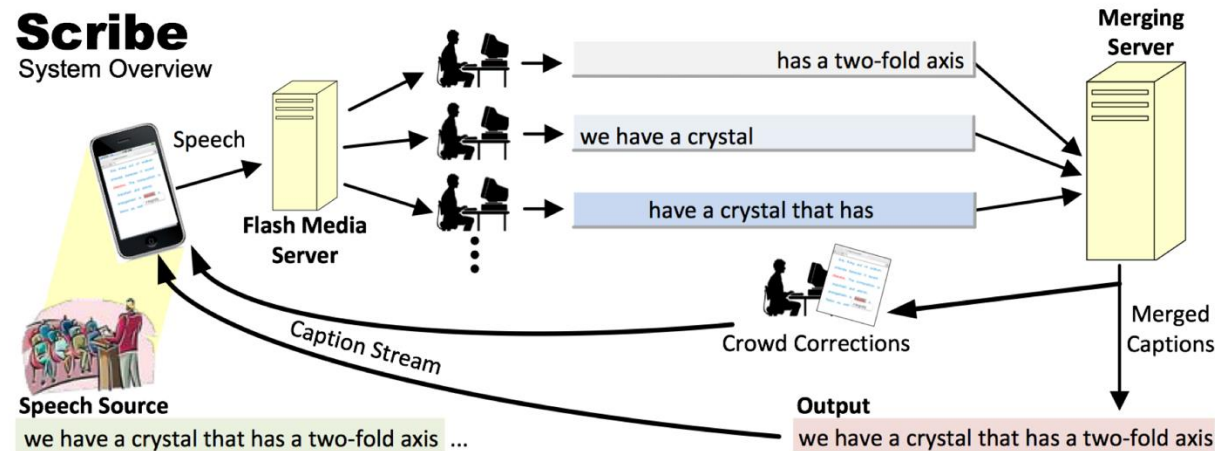 Scribe
System Overview
Speech
Flash Media
Server
has a two-fold axis
we have a crystal
have a crystal that has
Merging
Server
Crowd Corrections
Merged
Captions
Caption Stream
Speech Source
we have a crystal that has a two-fold axis ...
Output
we have a crystal that has a two-fold axis